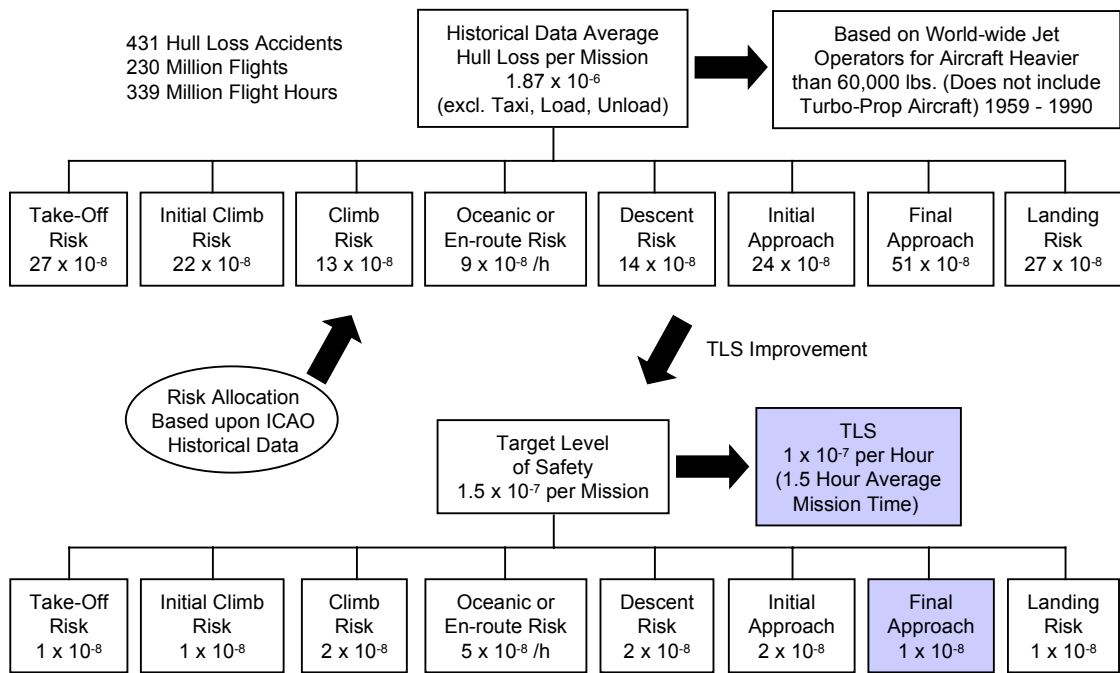 431 Hull Loss Accidents
230 Million Flights
339 Million Flight Hours
Historical Data Average
Hull Loss per Mission
1.87 x 10⁻⁶
(excl. Taxi, Load, Unload)
Based on World-wide Jet
Operators for Aircraft Heavier
than 60,000 lbs. (Does not include
Turbo-Prop Aircraft) 1959 - 1990
Take-Off
Risk
27 x 10⁻⁸
Initial Climb
Risk
22 x 10⁻⁸
Climb
Risk
13 x 10⁻⁸
Oceanic or
En-route Risk
9 x 10⁻⁸ /h
Descent
Risk
14 x 10⁻⁸
Initial
Approach
24 x 10⁻⁸
Final
Approach
51 x 10⁻⁸
Landing
Risk
27 x 10⁻⁸
TLS Improvement
Risk Allocation
Based upon ICAO
Historical Data
Target Level
of Safety
1.5 x 10⁻⁷ per Mission
TLS
1 x 10⁻⁷ per Hour
(1.5 Hour Average
Mission Time)
Take-Off
Risk
1 x 10⁻⁸
Initial Climb
Risk
1 x 10⁻⁸
Climb
Risk
2 x 10⁻⁸
Oceanic or
En-route Risk
5 x 10⁻⁸ /h
Descent
Risk
2 x 10⁻⁸
Initial
Approach
2 x 10⁻⁸
Final
Approach
1 x 10⁻⁸
Landing
Risk
1 x 10⁻⁸